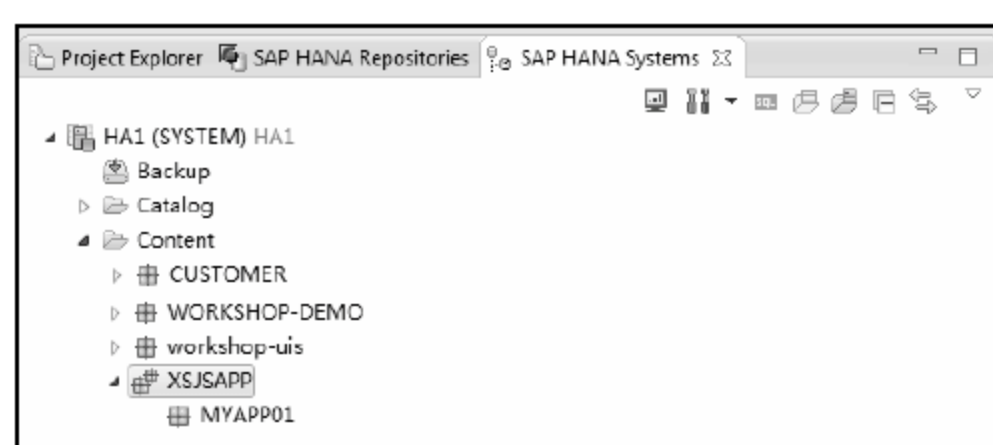 Project Explorer SAP HANA Repositories SAP HANA Systems
SQL
HA1 (SYSTEM) HA1
Backup
Catalog
Content
CUSTOMER
WORKSHOP-DEMO
workshop-uis
XSJSAPP
MYAPP01